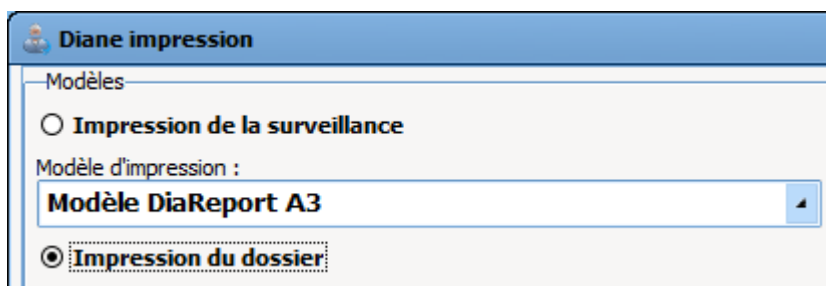 Diane impression
Modèles
Impression de la surveillance
Modèle d'impression :
Modèle DiaReport A3
Impression du dossier